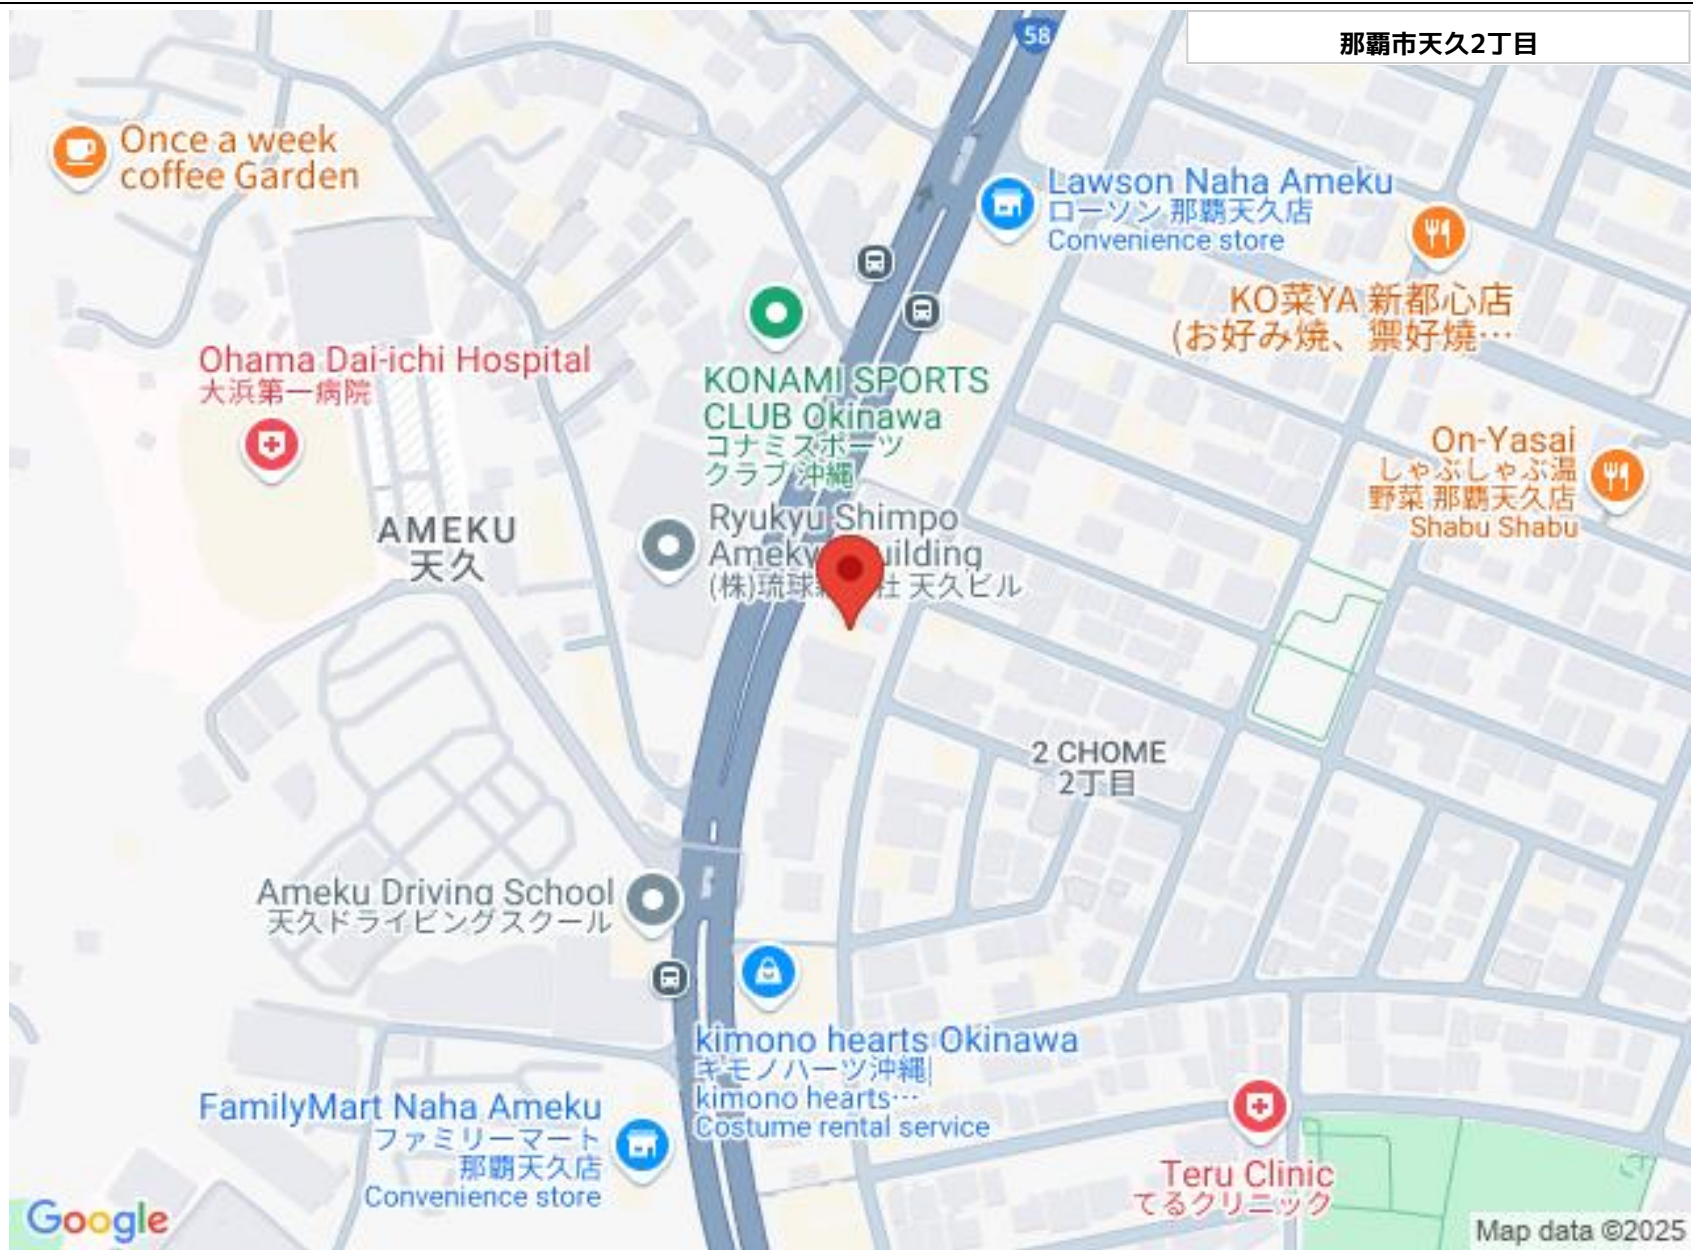 58
那覇市天久2丁目
Once a week
coffee Garden
Lawson Naha Ameku
ローソン 那覇天久店
Convenience store
KO菜YA 新都心店
(お好み焼、禦好燒…
Ohama Dai-ichi Hospital
大浜第一病院
KONAMI SPORTS
CLUB Okinawa
コナミスポーツ
クラブ 沖縄
On-Yasai
しゃぶしゃぶ温
野菜 那覇天久店
Shabu Shabu
AMEKU
天久
Ryukyu Shimpo
uilding
(株)琉球 社 天久ビル
2 CHOME
2丁目
Ameku Driving School
天久ドライビングスクール
kimono hearts Okinawa
キモノハーツ沖縄|
kimono hearts…
Costume rental service
FamilyMart Naha Ameku
ファミリーマート
那覇天久店
Convenience store
Teru Clinic
てるクリニック
Google
Map data ©2025